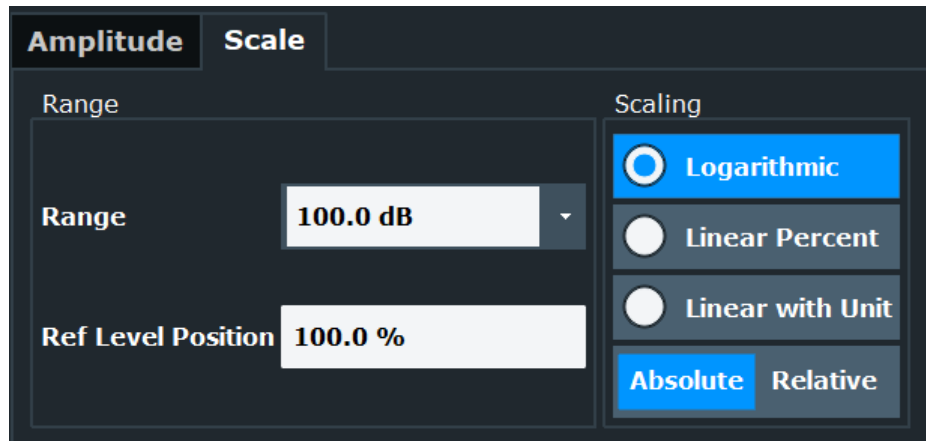 Amplitude Scale
Range
Range 100.0 dB
Ref Level Position 100.0 %
Scaling
Logarithmic
Linear Percent
Linear with Unit
Absolute Relative